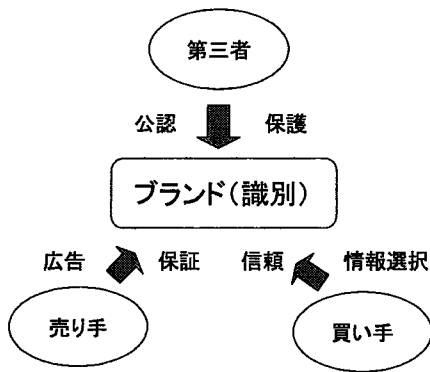 第三者
公認 保護
ブランド(識別)
広告 保証 信頼 情報選択
売り手 買い手